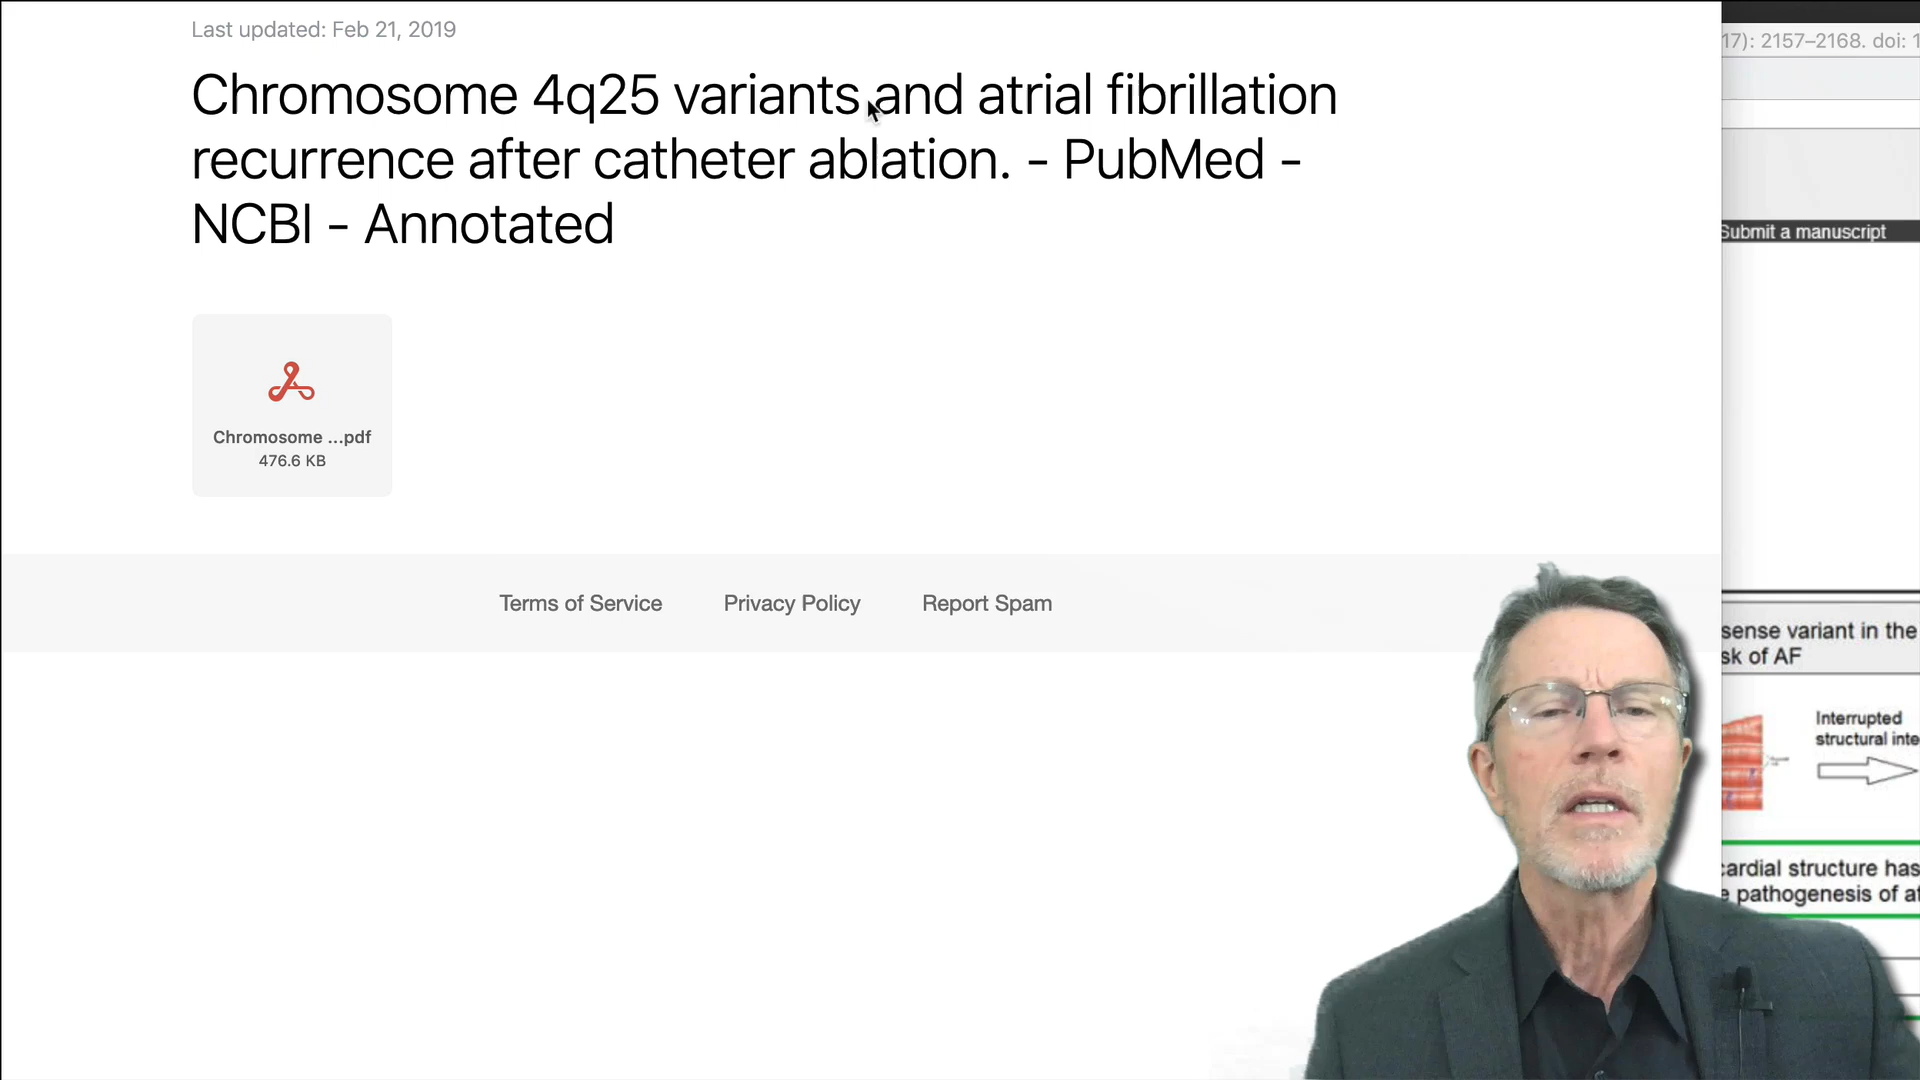 Last updated: Feb 21, 2019
Chromosome 4q25 variants and atrial fibrillation
recurrence after catheter ablation. - PubMed -
NCBI - Annotated
Chromosome ...pdf
476.6 KB
Terms of Service
Privacy Policy
Report Spam
17): 2157–2168. doi: 1
Submit a manuscript
sense variant in the
sk of AF
Interrupted
structural inte
cardial structure has
e pathogenesis of at